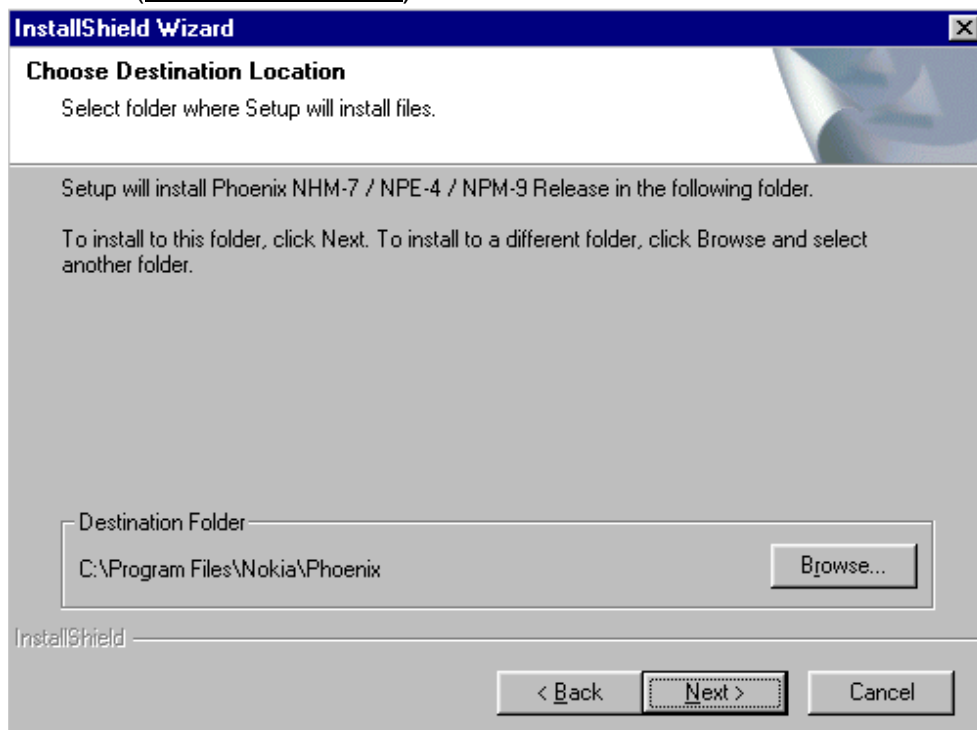 InstallShield Wizard
Choose Destination Location
Select folder where Setup will install files.
Setup will install Phoenix NHM-7 / NPE-4 / NPM-9 Release in the following folder.
To install to this folder, click Next. To install to a different folder, click Browse and select
another folder.
Destination Folder
C:\Program Files\Nokia\Phoenix
Browse...
InstallShield
< Back
Next >
Cancel